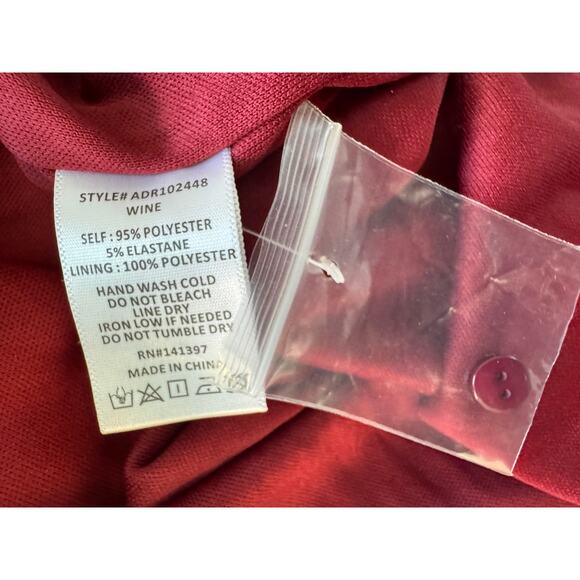 STYLE# ADR102448
WINE
SELF : 95% POLYESTER
5% ELASTANE
LINING : 100% POLYESTER
HAND WASH COLD
DO NOT BLEACH
LINE DRY
IRON LOW IF NEEDED
DO NOT TUMBLE DRY
RN#141397
MADE IN CHINA